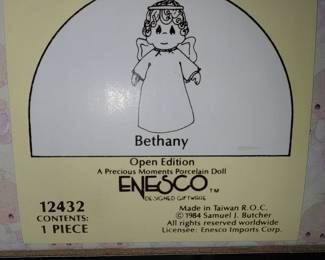 Bethany
Open Edition
A Precious Moments Porcelain Doll
ENESCO™
DESIGNED GIFTWARE
12432
CONTENTS:
1 PIECE
Made in Taiwan R.O.C.
© 1984 Samuel J. Butcher
All rights reserved worldwide
Licensee: Enesco Imports Corp.